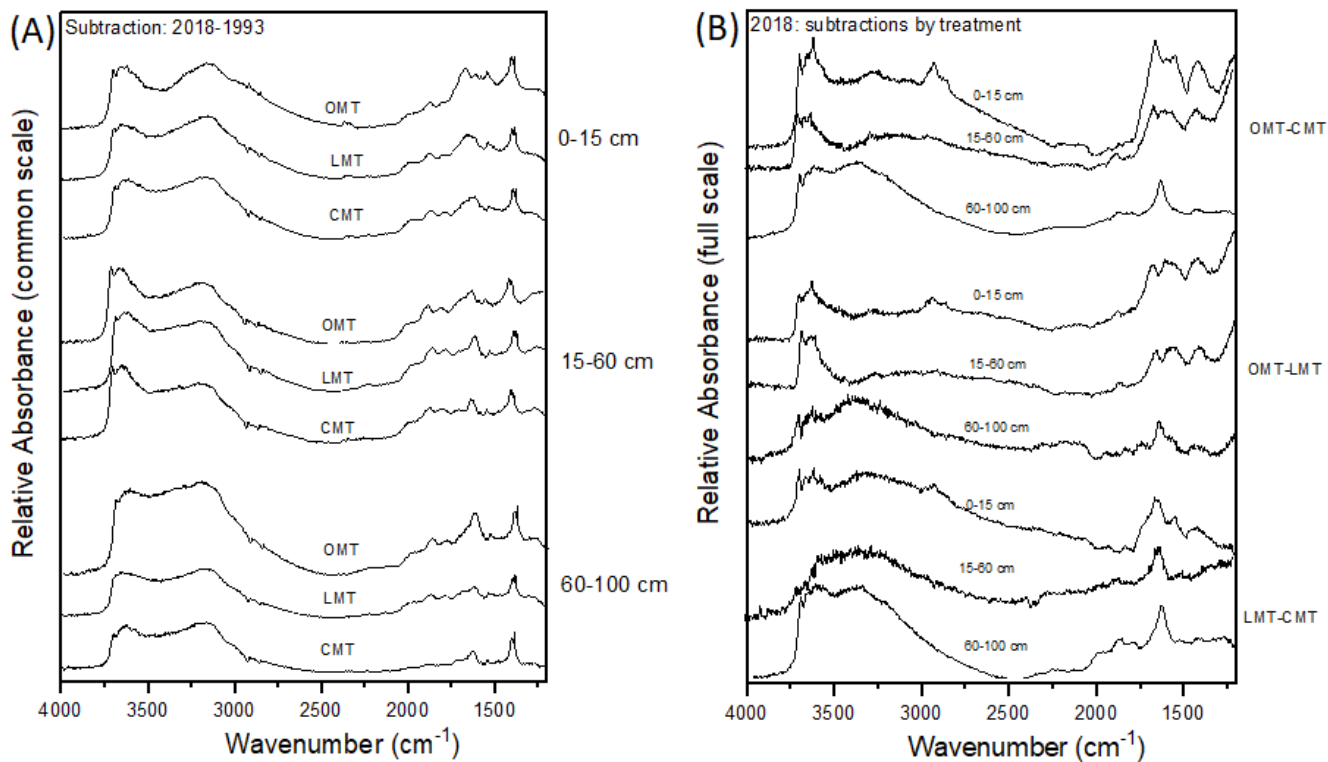 (A)
Subtraction: 2018-1993
OMT
LMT
CMT
0-15 cm
OMT
LMT
CMT
15-60 cm
OMT
LMT
CMT
60-100 cm
Relative Absorbance (common scale)
4000 3500 3000 2500 2000 1500
Wavenumber (cm⁻¹)
(B)
2018: subtractions by treatment
0-15 cm
15-60 cm
60-100 cm
OMT-CMT
0-15 cm
15-60 cm
60-100 cm
OMT-LMT
0-15 cm
15-60 cm
60-100 cm
LMT-CMT
Relative Absorbance (full scale)
4000 3500 3000 2500 2000 1500
Wavenumber (cm⁻¹)